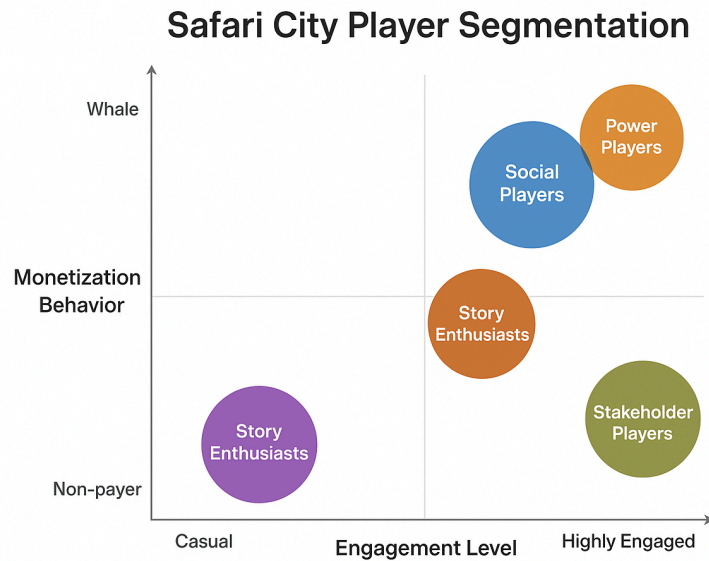 Safari City Player Segmentation
Whale
Power
Players
Social
Players
Monetization
Behavior
Story
Enthusiasts
Stakeholder
Players
Story
Enthusiasts
Non-payer
Casual
Engagement Level
Highly Engaged